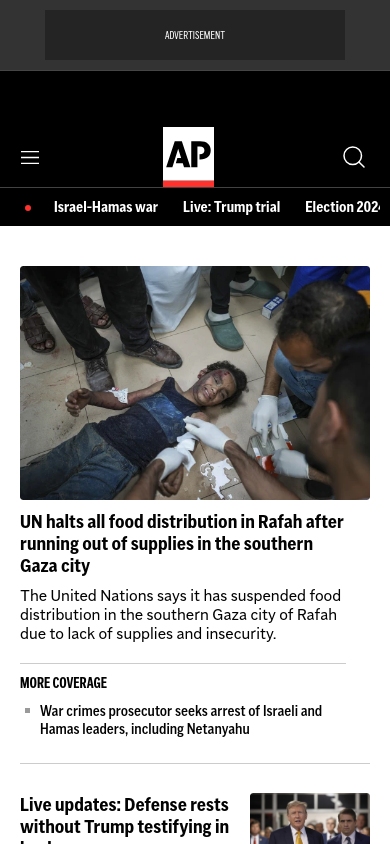 ADVERTISEMENT
AP
Israel-Hamas war
Live: Trump trial
Election 202
UN halts all food distribution in Rafah after
running out of supplies in the southern
Gaza city
The United Nations says it has suspended food
distribution in the southern Gaza city of Rafah
due to lack of supplies and insecurity.
MORE COVERAGE
War crimes prosecutor seeks arrest of Israeli and
Hamas leaders, including Netanyahu
Live updates: Defense rests
without Trump testifying in